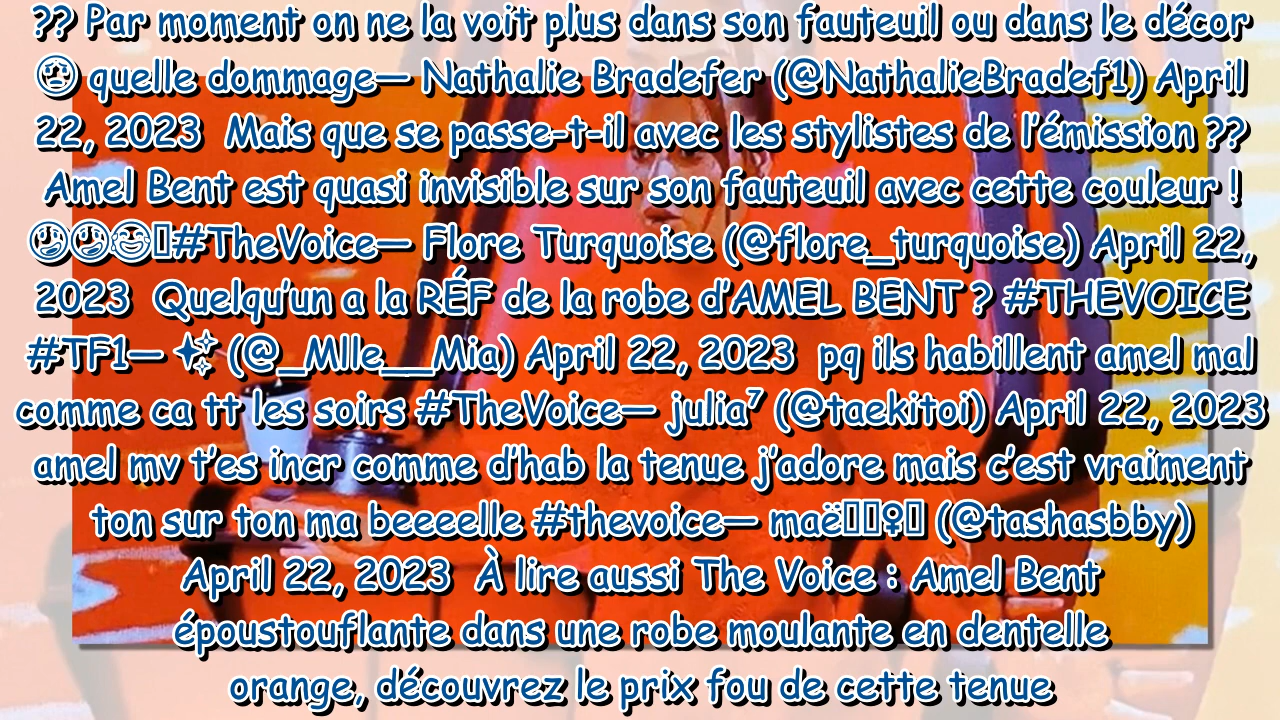 ?? Par moment on ne la voit plus dans son fauteuil ou dans le décor
😢 quelle dommage— Nathalie Bradefer (@NathalieBradef1) April
22, 2023 Mais que se passe-t-il avec les stylistes de l’émission ??
Amel Bent est quasi invisible sur son fauteuil avec cette couleur !
#TheVoice— Flore Turquoise (@flore_turquoise) April 22,
2023 Quelqu’un a la RÉF de la robe d’AMEL BENT ? #THEVOICE
#TF1— ✨ (@_Mlle__Mia) April 22, 2023 pq ils habillent amel mal
comme ca tt les soirs #TheVoice— julia⁷ (@taekitoi) April 22, 2023
amel mv t’es incr comme d’hab la tenue j’adore mais c’est vraiment
ton sur ton ma beeeelle #thevoice— maë♀ (@tashasbby)
April 22, 2023 À lire aussi The Voice : Amel Bent
époustouflante dans une robe moulante en dentelle
orange, découvrez le prix fou de cette tenue